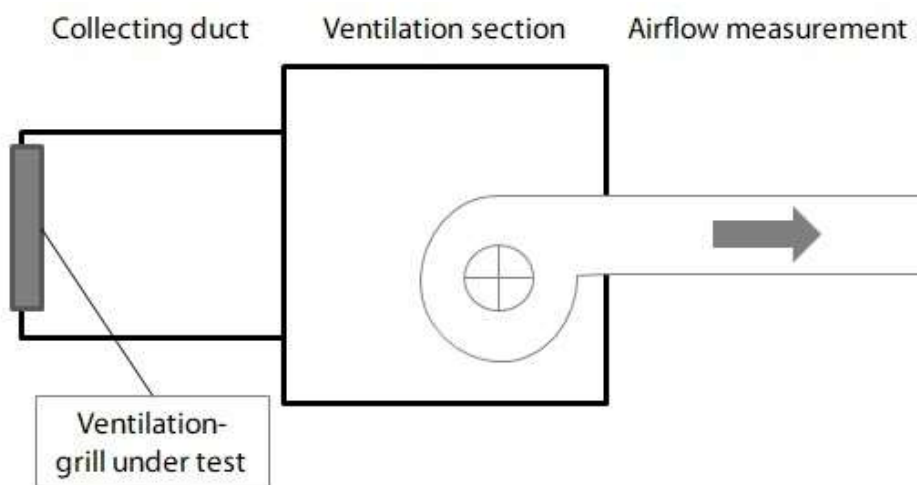 Collecting duct
Ventilation section
Airflow measurement
Ventilation-
grill under test